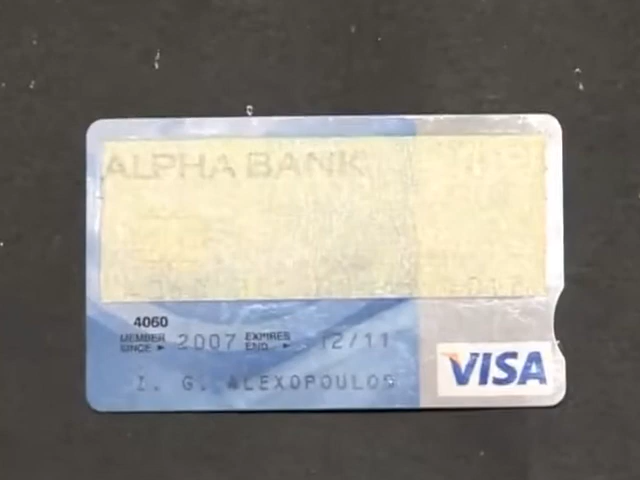 ALPHA BANK
4060
MEMBER SINCE ► 2007 EXPIRES END ► 12/11
I. G. ALEXOPOULOS
VISA